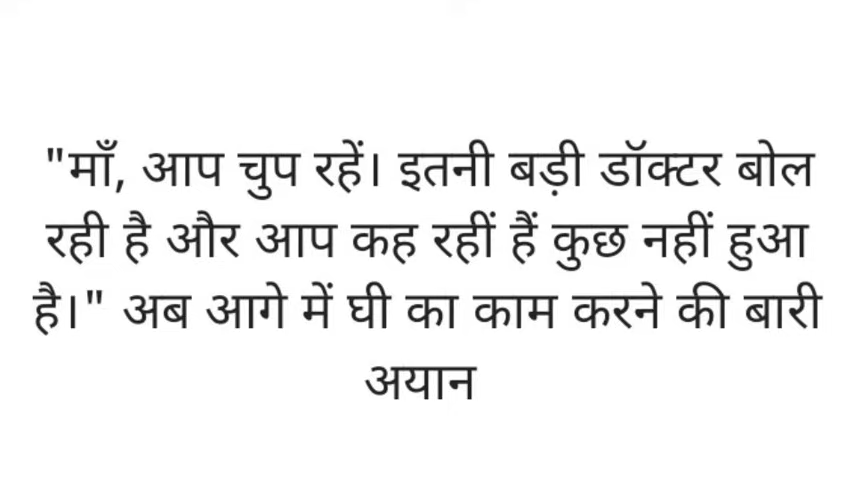 "माँ, आप चुप रहें। इतनी बड़ी डॉक्टर बोल
रही है और आप कह रहीं हैं कुछ नहीं हुआ
है।" अब आगे में घी का काम करने की बारी
अयान